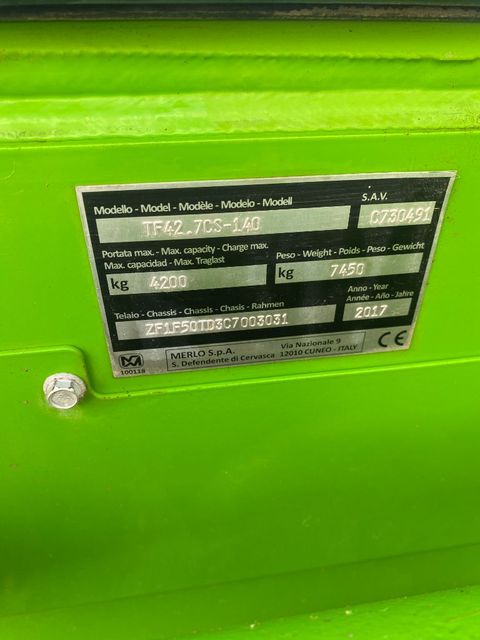 Modello - Model - Modèle - Modelo - Modell
S.A.V.
TF42.7CS-140
C730491
Portata max. - Max. capacity - Charge max.
Max. capacidad - Max. Traglast
Peso - Weight - Poids - Peso - Gewicht
kg 4200
kg 7450
Telaio - Chassis - Chassis - Chasis - Rahmen
Anno - Year
Année - Año - Jahre
ZF1F50TD3C7003031
2017
MERLO S.p.A.
S. Defendente di Cervasca
Via Nazionale 9
12010 CUNEO - ITALY
CE
100118